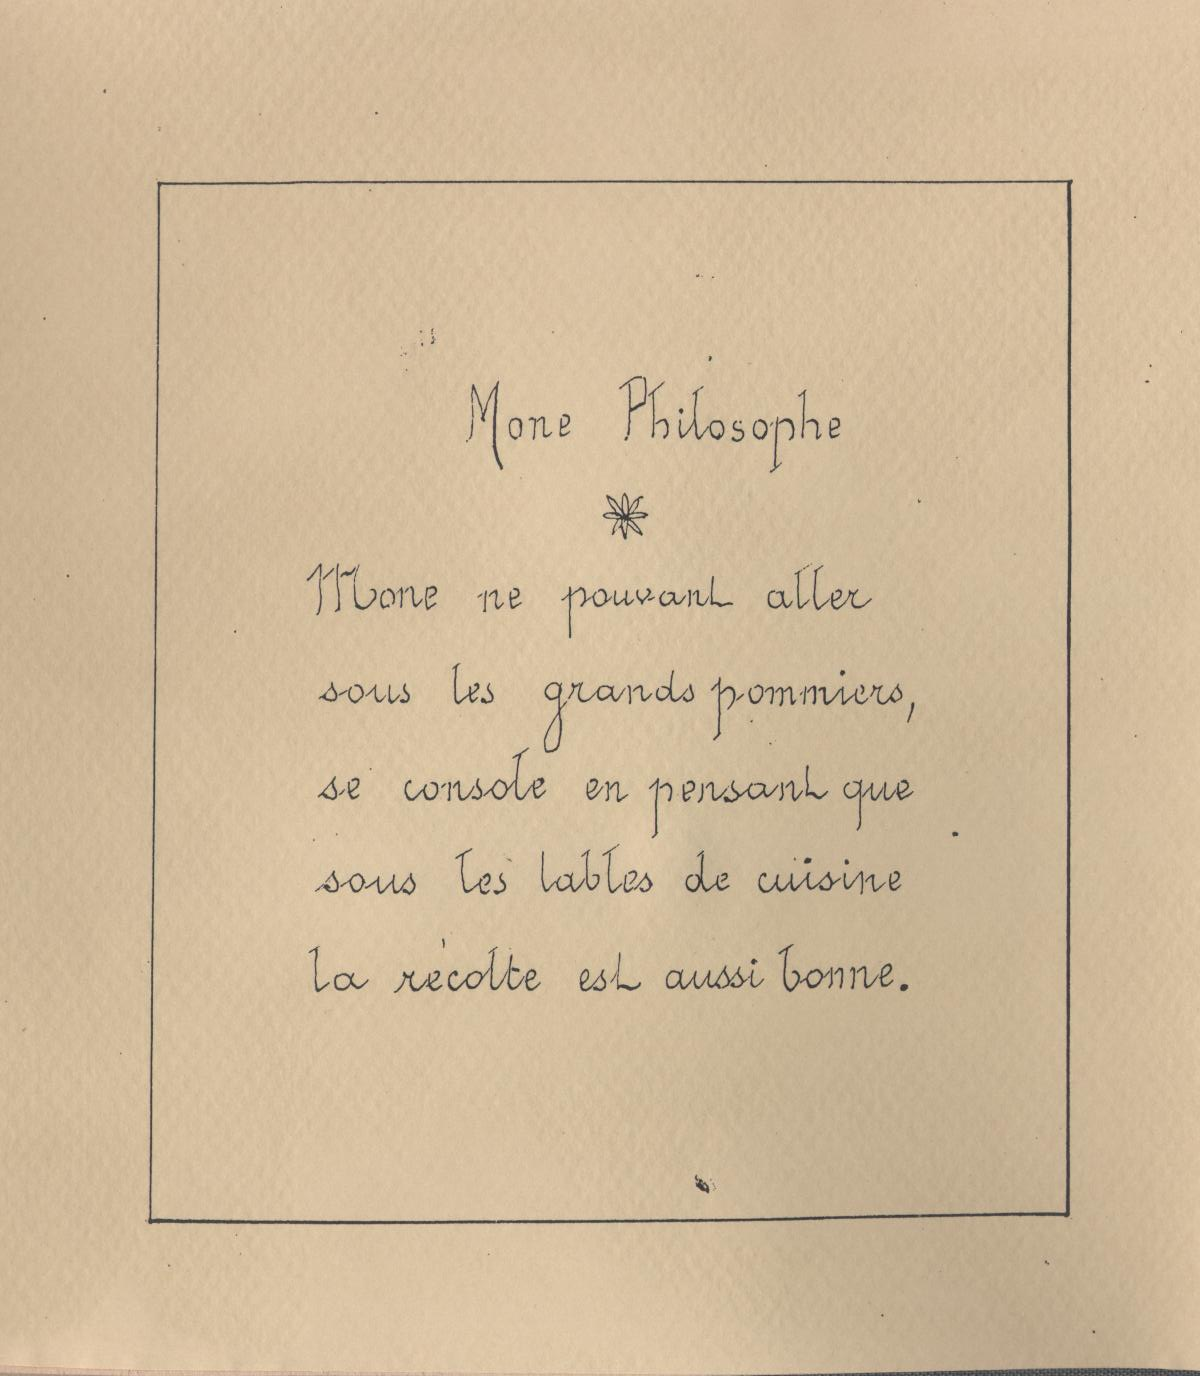 Mone Philosophe
Mone ne pouvant aller
sous les grands pommiers,
se console en pensant que
sous les tables de cuisine
la récolte est aussi bonne.